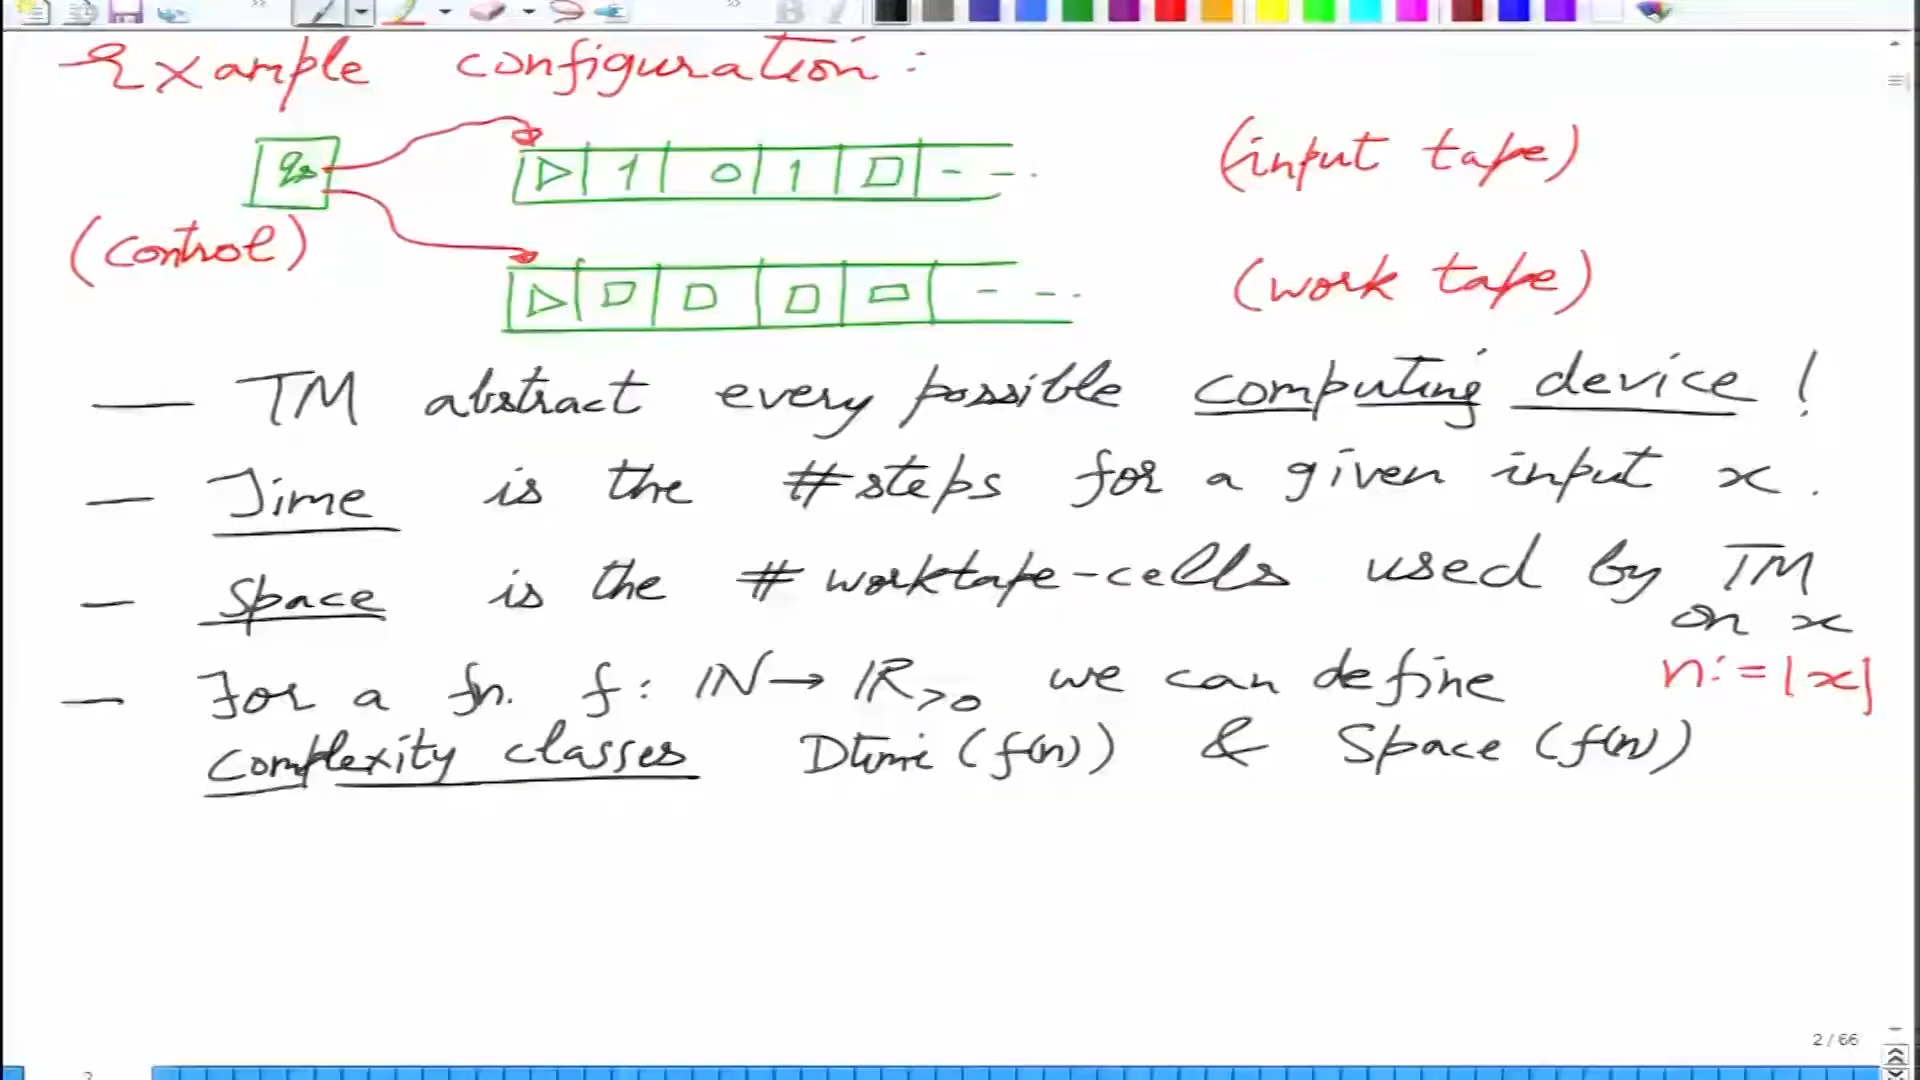 Example configuration:
q_s ▷ 1 0 1 □ - - · (input tape)
(control)
▷ □ □ □ □ - - · (work tape)
— TM abstract every possible computing device !
— Time is the #steps for a given input x.
— Space is the # worktape-cells used by TM
on x
— For a fn. f: ℕ→ℝ_>0 we can define n:=|x|
complexity classes Dtime (f(n)) & Space (f(n))
2 / 66